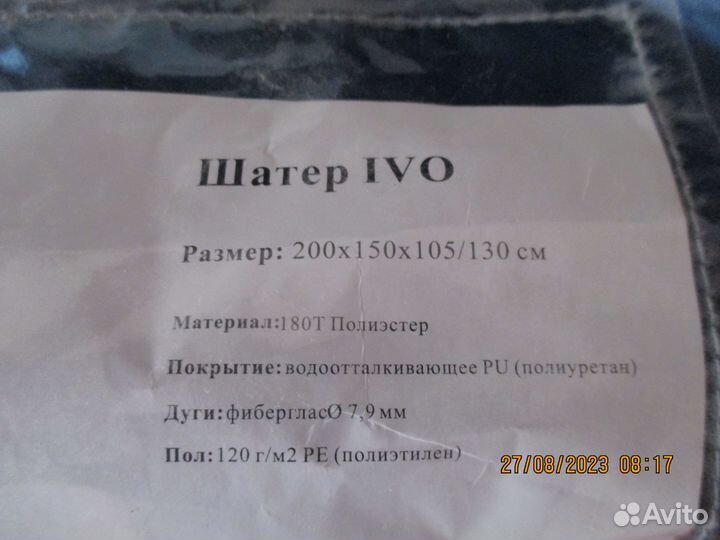 Шатер IVO
Размер: 200x150x105/130 см
Материал:180T Полиэстер
Покрытие:водоотталкивающее PU (полиуретан)
Дуги:фибергласØ 7,9 мм
Пол:120 г/м2 PE (полиэтилен)
27/08/2023 08:17
Avito